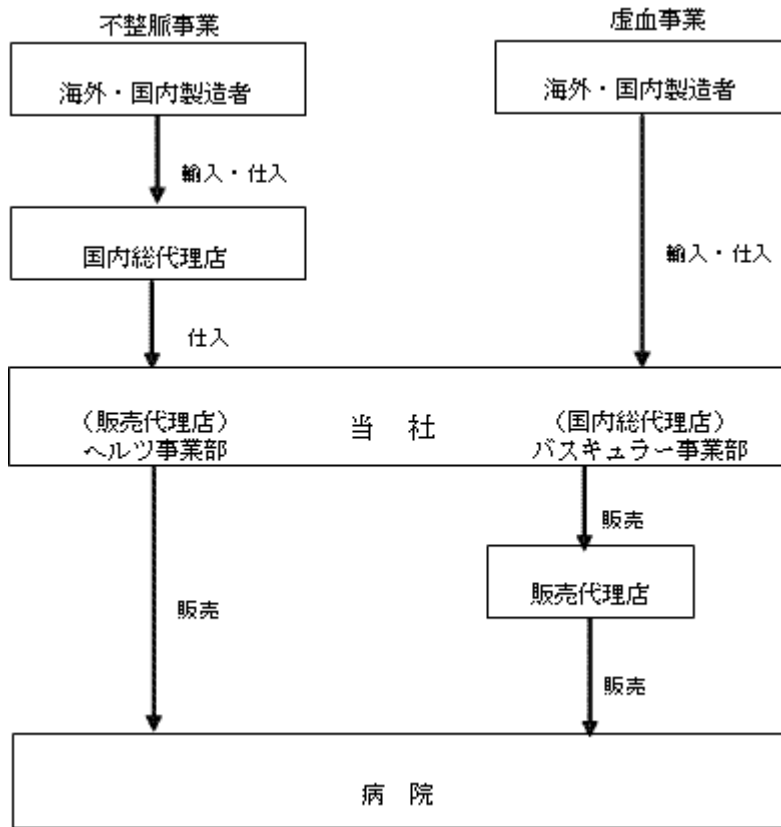 不整脈事業
虚血事業
海外・国内製造者
海外・国内製造者
輸入・仕入
国内総代理店
輸入・仕入
仕入
（販売代理店）
ヘルツ事業部
当 社
（国内総代理店）
バスキュラー事業部
販売
販売代理店
販売
販売
病 院